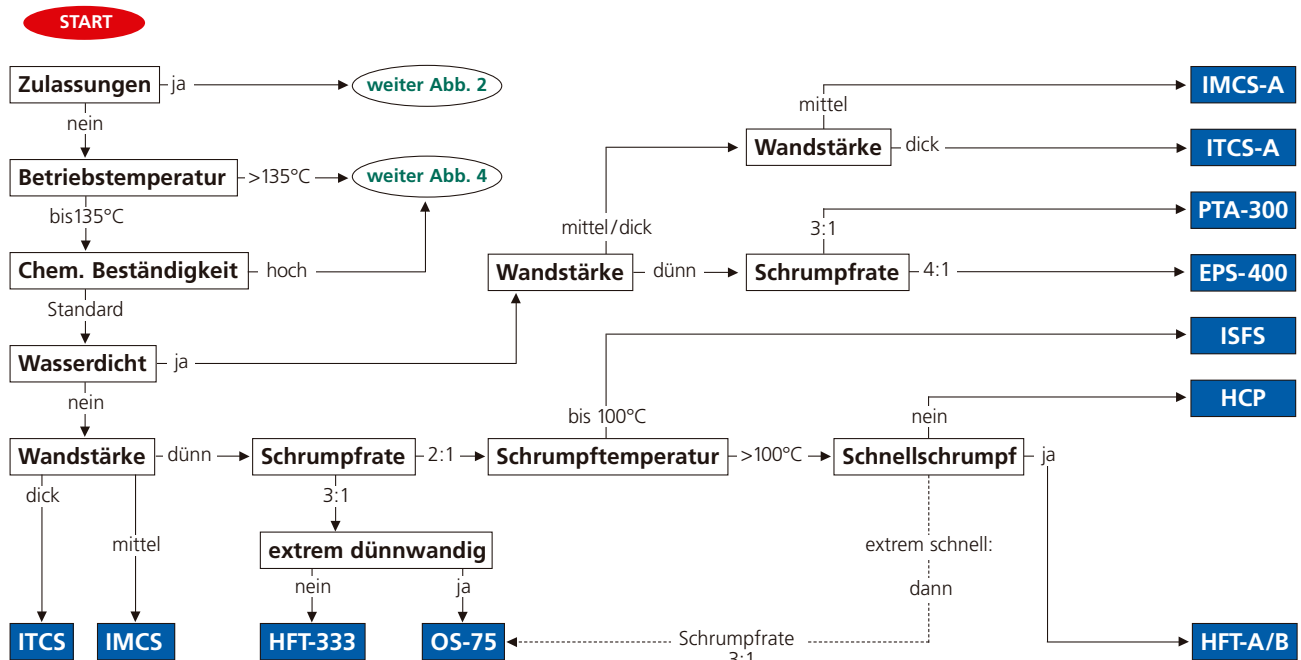 START
Zulassungen
ja
weiter Abb. 2
nein
Betriebstemperatur
>135°C
weiter Abb. 4
bis135°C
Chem. Beständigkeit
hoch
Standard
Wasserdicht
ja
nein
Wandstärke
mittel/dick
dünn
Wandstärke
mittel
dick
IMCS-A
ITCS-A
Schrumpfrate
3:1
4:1
PTA-300
EPS-400
Wandstärke
dünn
Schrumpfrate
2:1
Schrumpftemperatur
>100°C
Schnellschrumpf
ja
bis 100°C
ISFS
nein
HCP
dick
mittel
3:1
extrem dünnwandig
nein
ja
extrem schnell:
dann
Schrumpfrate
3:1
ITCS
IMCS
HFT-333
OS-75
HFT-A/B